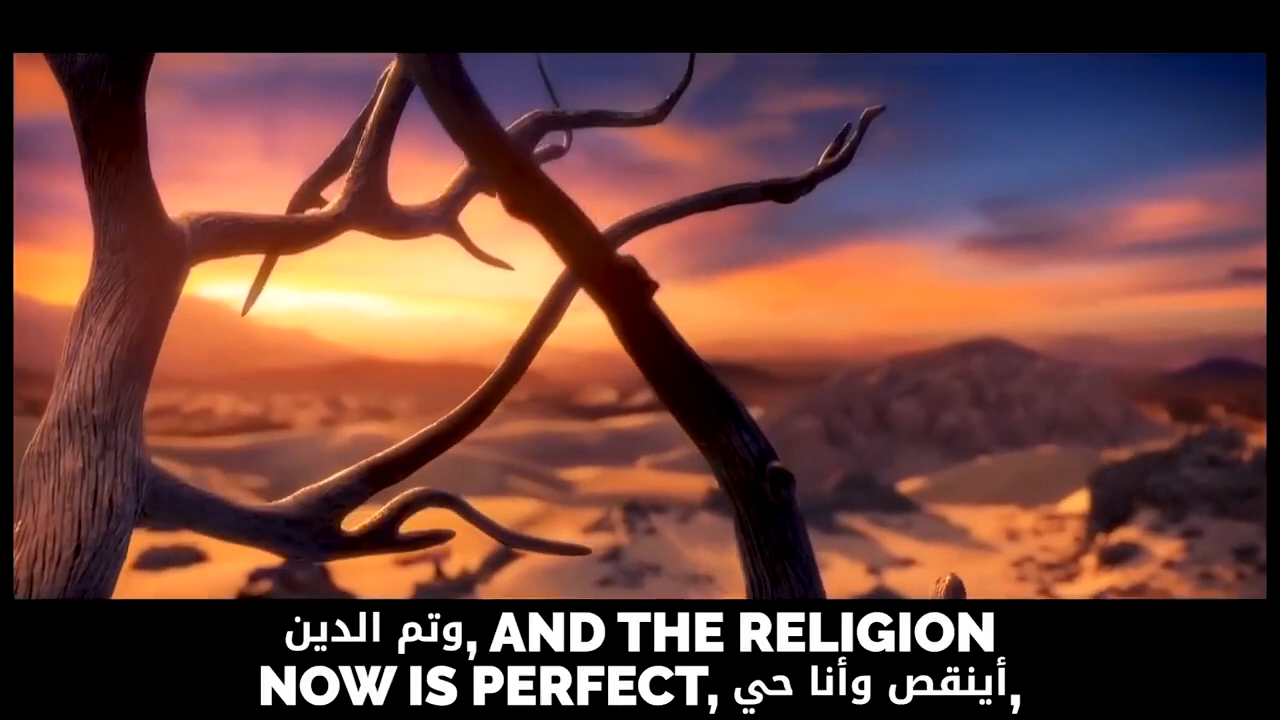 وتم الدين, AND THE RELIGION
NOW IS PERFECT, أينقص وأنا حي,